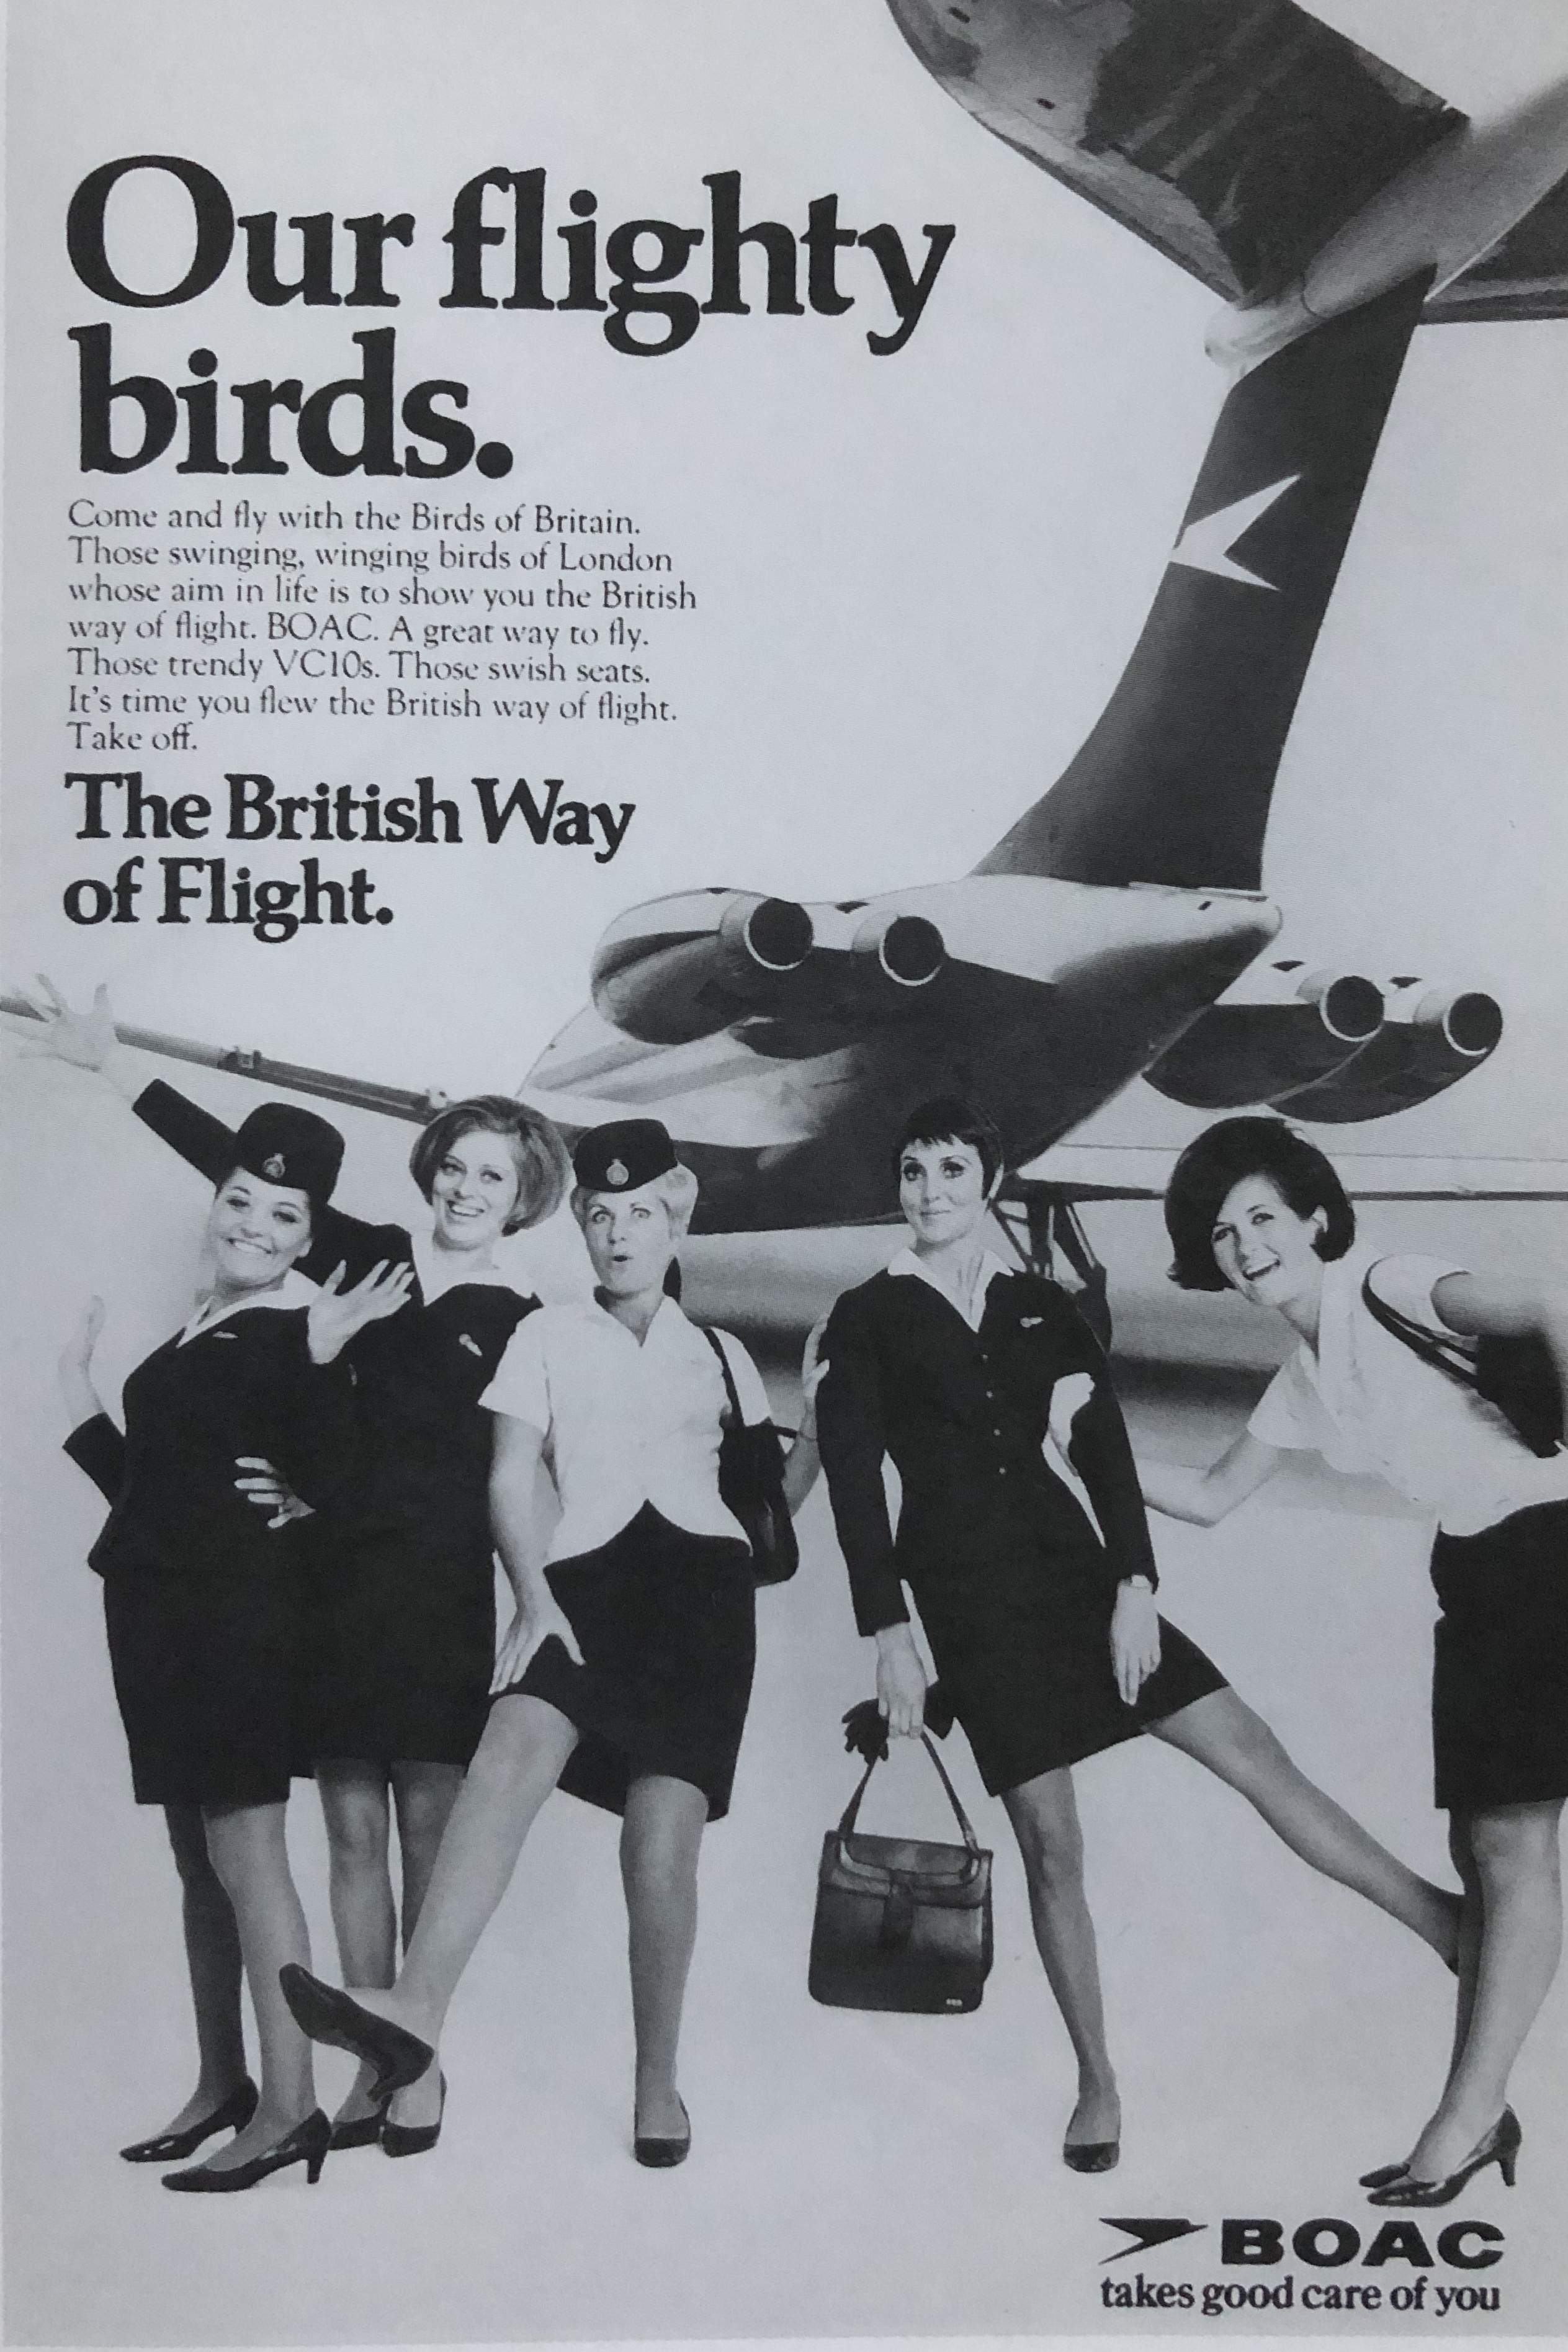 Our flighty
birds.
Come and fly with the Birds of Britain.
Those swinging, winging birds of London
whose aim in life is to show you the British
way of flight. BOAC. A great way to fly.
Those trendy VC10s. Those swish seats.
It's time you flew the British way of flight.
Take off.
The British Way
of Flight.
BOAC
takes good care of you